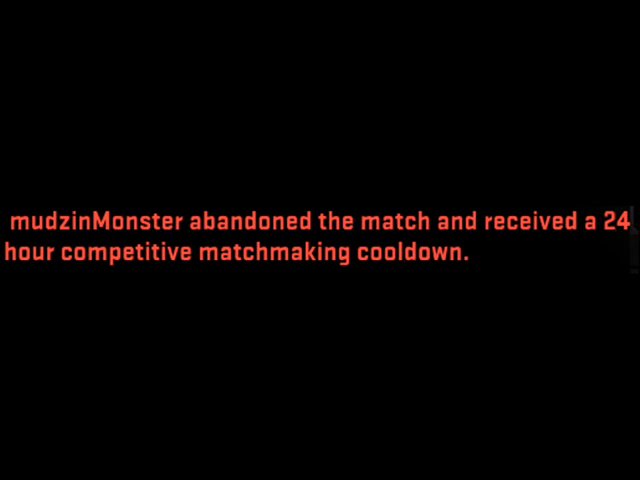 mudzinMonster abandoned the match and received a 24
hour competitive matchmaking cooldown.